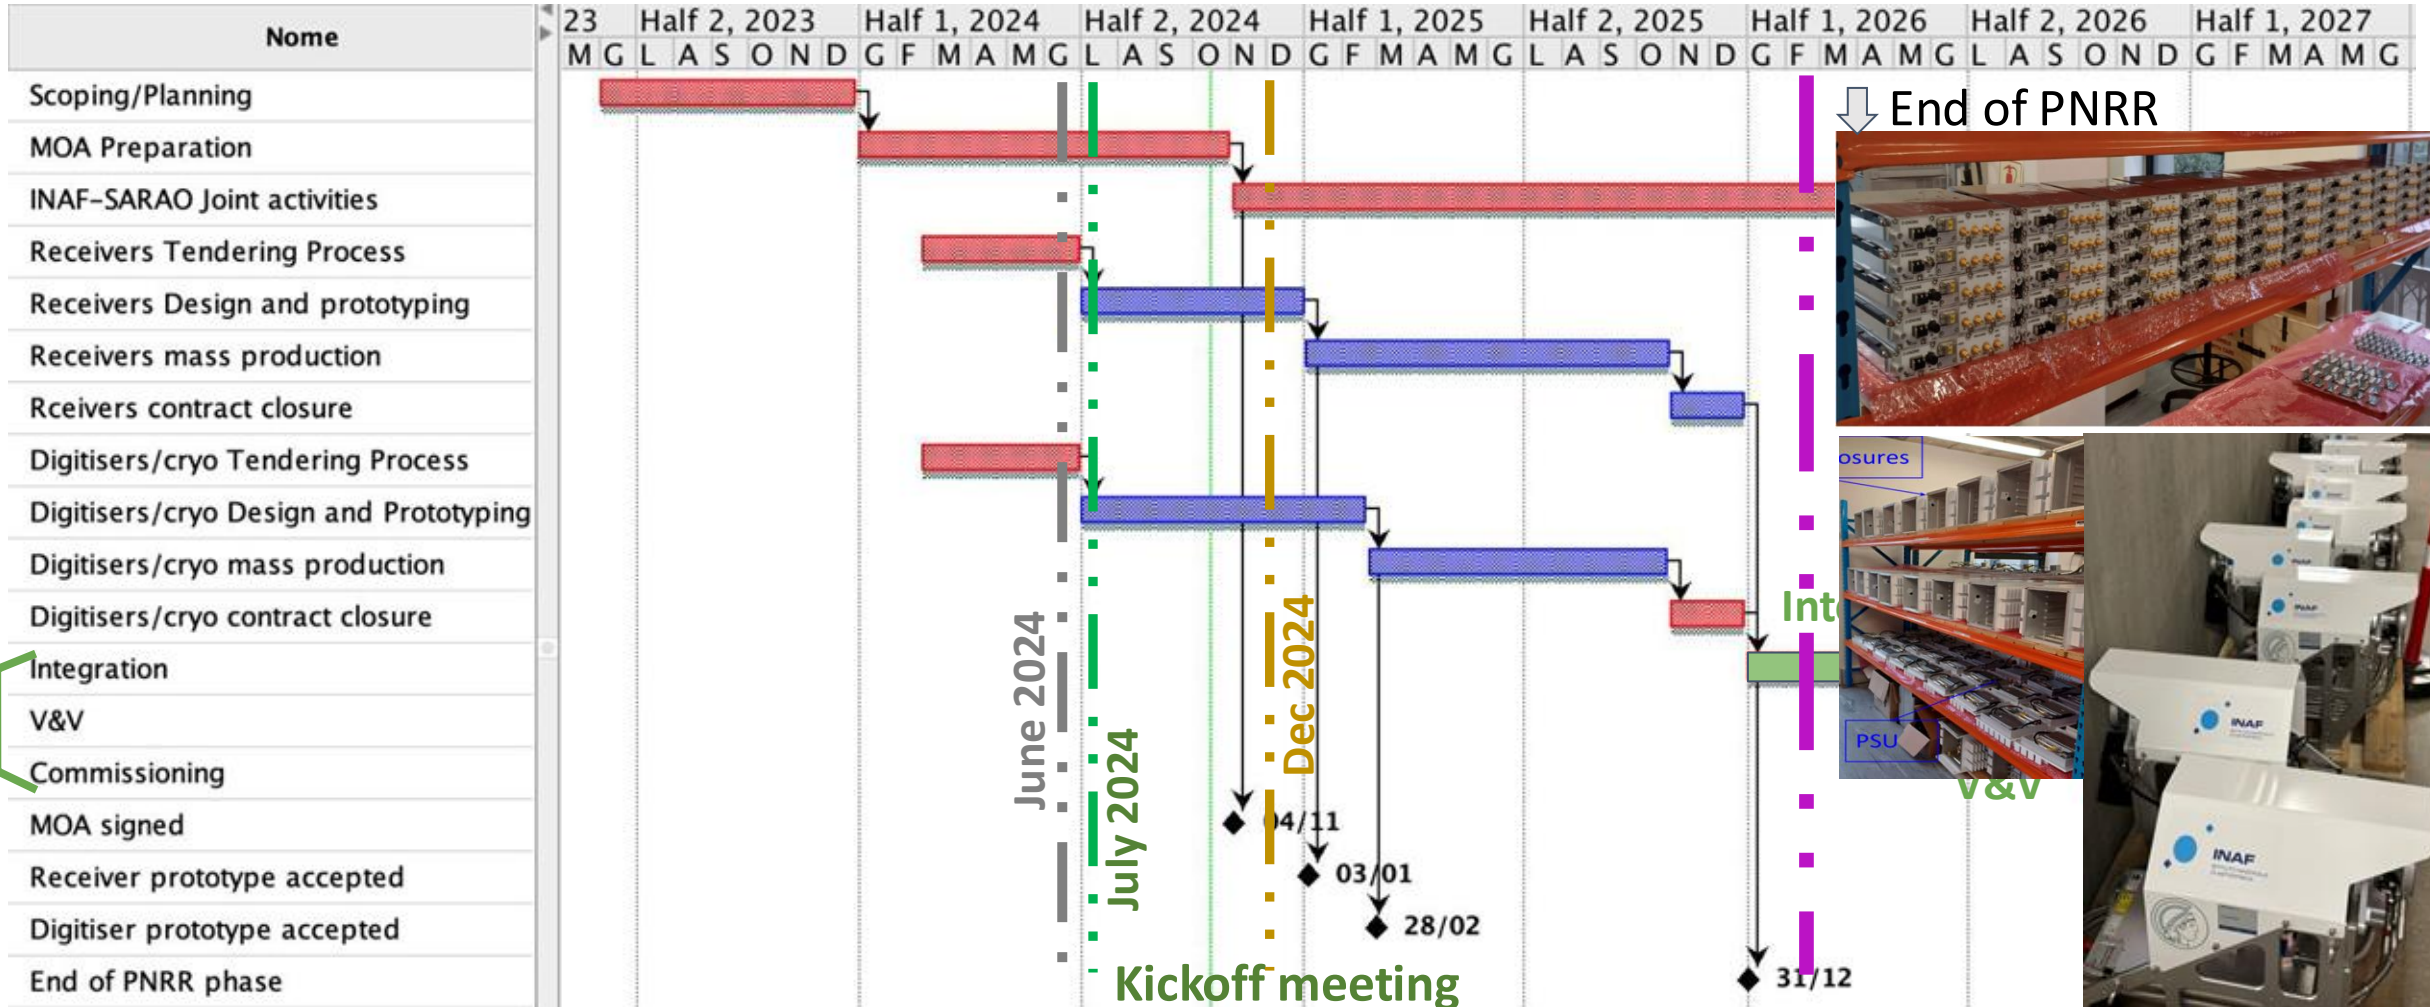 Nome
23 Half 2, 2023 Half 1, 2024 Half 2, 2024 Half 1, 2025 Half 2, 2025 Half 1, 2026 Half 2, 2026 Half 1, 2027
M G L A S O N D G F M A M G L A S O N D G F M A M G L A S O N D G F M A M G L A S O N D G F M A M G
Scoping/Planning
End of PNRR
MOA Preparation
INAF-SARAO Joint activities
Receivers Tendering Process
Receivers Design and prototyping
Receivers mass production
Rceivers contract closure
Digitisers/cryo Tendering Process
osures
Digitisers/cryo Design and Prototyping
Digitisers/cryo mass production
Digitisers/cryo contract closure
Inte
Integration
V&V
PSU
Commissioning
V&V
June 2024
July 2024
Dec 2024
MOA signed
04/11
Receiver prototype accepted
03/01
Digitiser prototype accepted
28/02
End of PNRR phase
31/12
Kickoff meeting
INAF
INAF
INAF